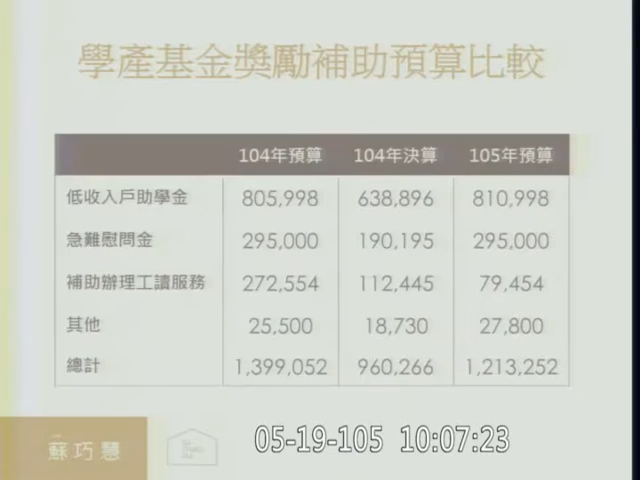 學產基金獎勵補助預算比較
104年預算 104年決算 105年預算
低收入戶助學金 805,998 638,896 810,998
急難慰問金 295,000 190,195 295,000
補助辦理工讀服務 272,554 112,445 79,454
其他 25,500 18,730 27,800
總計 1,399,052 960,266 1,213,252
蘇巧慧
05-19-105 10:07:23